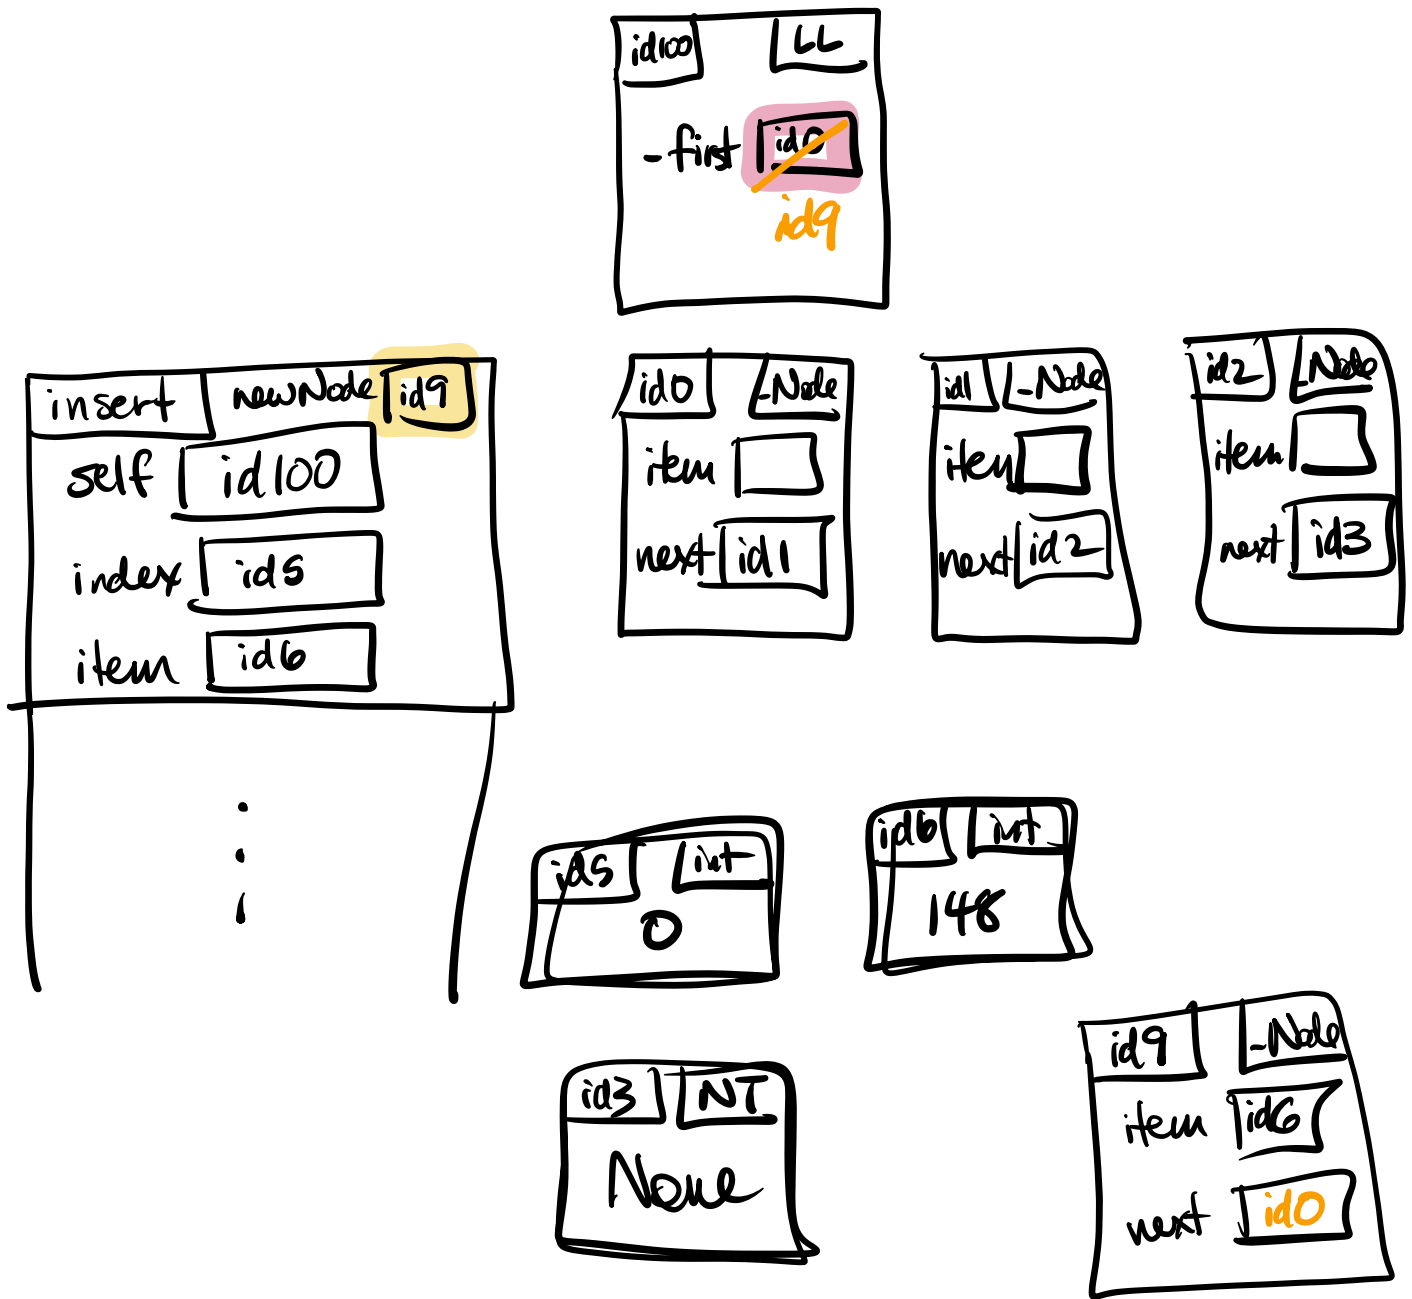 id100 LL
_first id0
id9
insert newNode id9
self id100
index id5
item id6
id0 _Node
item
next id1
id1 _Node
item
next id2
id2 _Node
item
next id3
id5 int
0
id6 int
148
id3 NT
None
id9 _Node
item id6
next id0